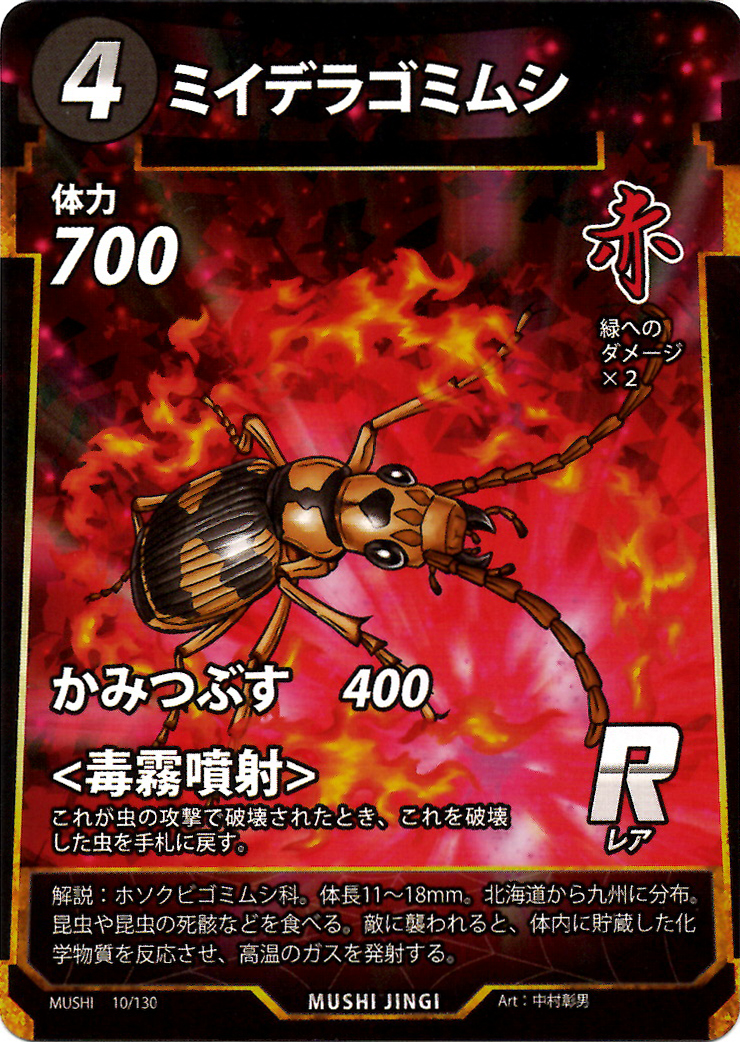 4 ミイデラゴミムシ
体力
700
赤
緑への
ダメージ
×2
かみつぶす 400
<毒霧噴射>
これが虫の攻撃で破壊されたとき、これを破壊
した虫を手札に戻す。
R
レア
解説：ホソクビゴミムシ科。体長11～18mm。北海道から九州に分布。
昆虫や昆虫の死骸などを食べる。敵に襲われると、体内に貯蔵した化
学物質を反応させ、高温のガスを発射する。
MUSHI 10/130 MUSHI JINGI Art：中村彰男